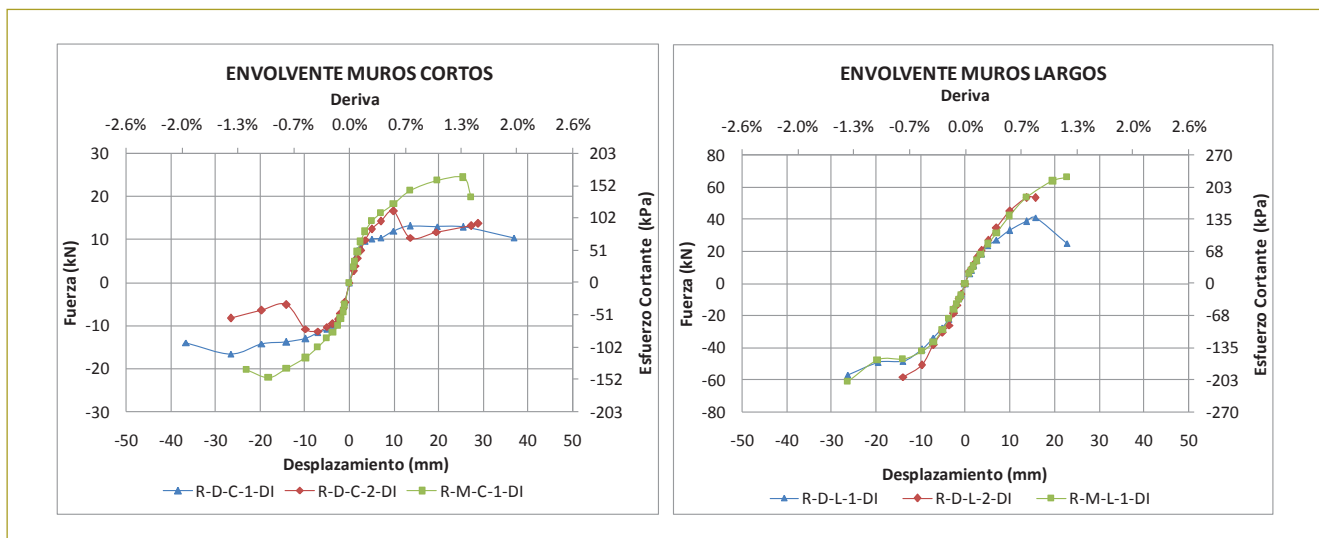 ENVOLVENTE MUROS CORTOS
Deriva
-2.6% -2.0% -1.3% -0.7% 0.0% 0.7% 1.3% 2.0% 2.6%
30 203
20 152
10 102
0 51
-10 0
-20 -51
-30 -102
-152
-203
Fuerza (kN)
Esfuerzo Cortante (kPa)
-50 -40 -30 -20 -10 0 10 20 30 40 50
Desplazamiento (mm)
R-D-C-1-DI R-D-C-2-DI R-M-C-1-DI
ENVOLVENTE MUROS LARGOS
Deriva
-2.6% -2.0% -1.3% -0.7% 0.0% 0.7% 1.3% 2.0% 2.6%
80 270
60 203
40 135
20 68
0 0
-20 -68
-40 -135
-60 -203
-80 -270
Fuerza (kN)
Esfuerzo Cortante (kPa)
-50 -40 -30 -20 -10 0 10 20 30 40 50
Desplazamiento (mm)
R-D-L-1-DI R-D-L-2-DI R-M-L-1-DI